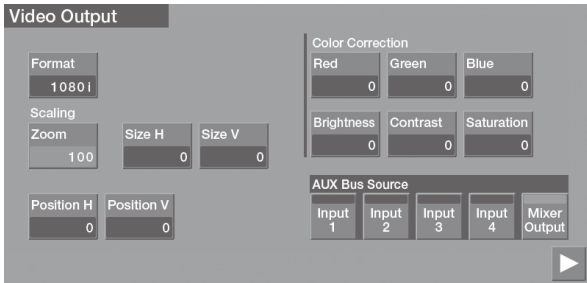 Video Output
Format
1080i
Scaling
Zoom
100
Size H
0
Size V
0
Position H
0
Position V
0
Color Correction
Red
0
Green
0
Blue
0
Brightness
0
Contrast
0
Saturation
0
AUX Bus Source
Input
1
Input
2
Input
3
Input
4
Mixer
Output